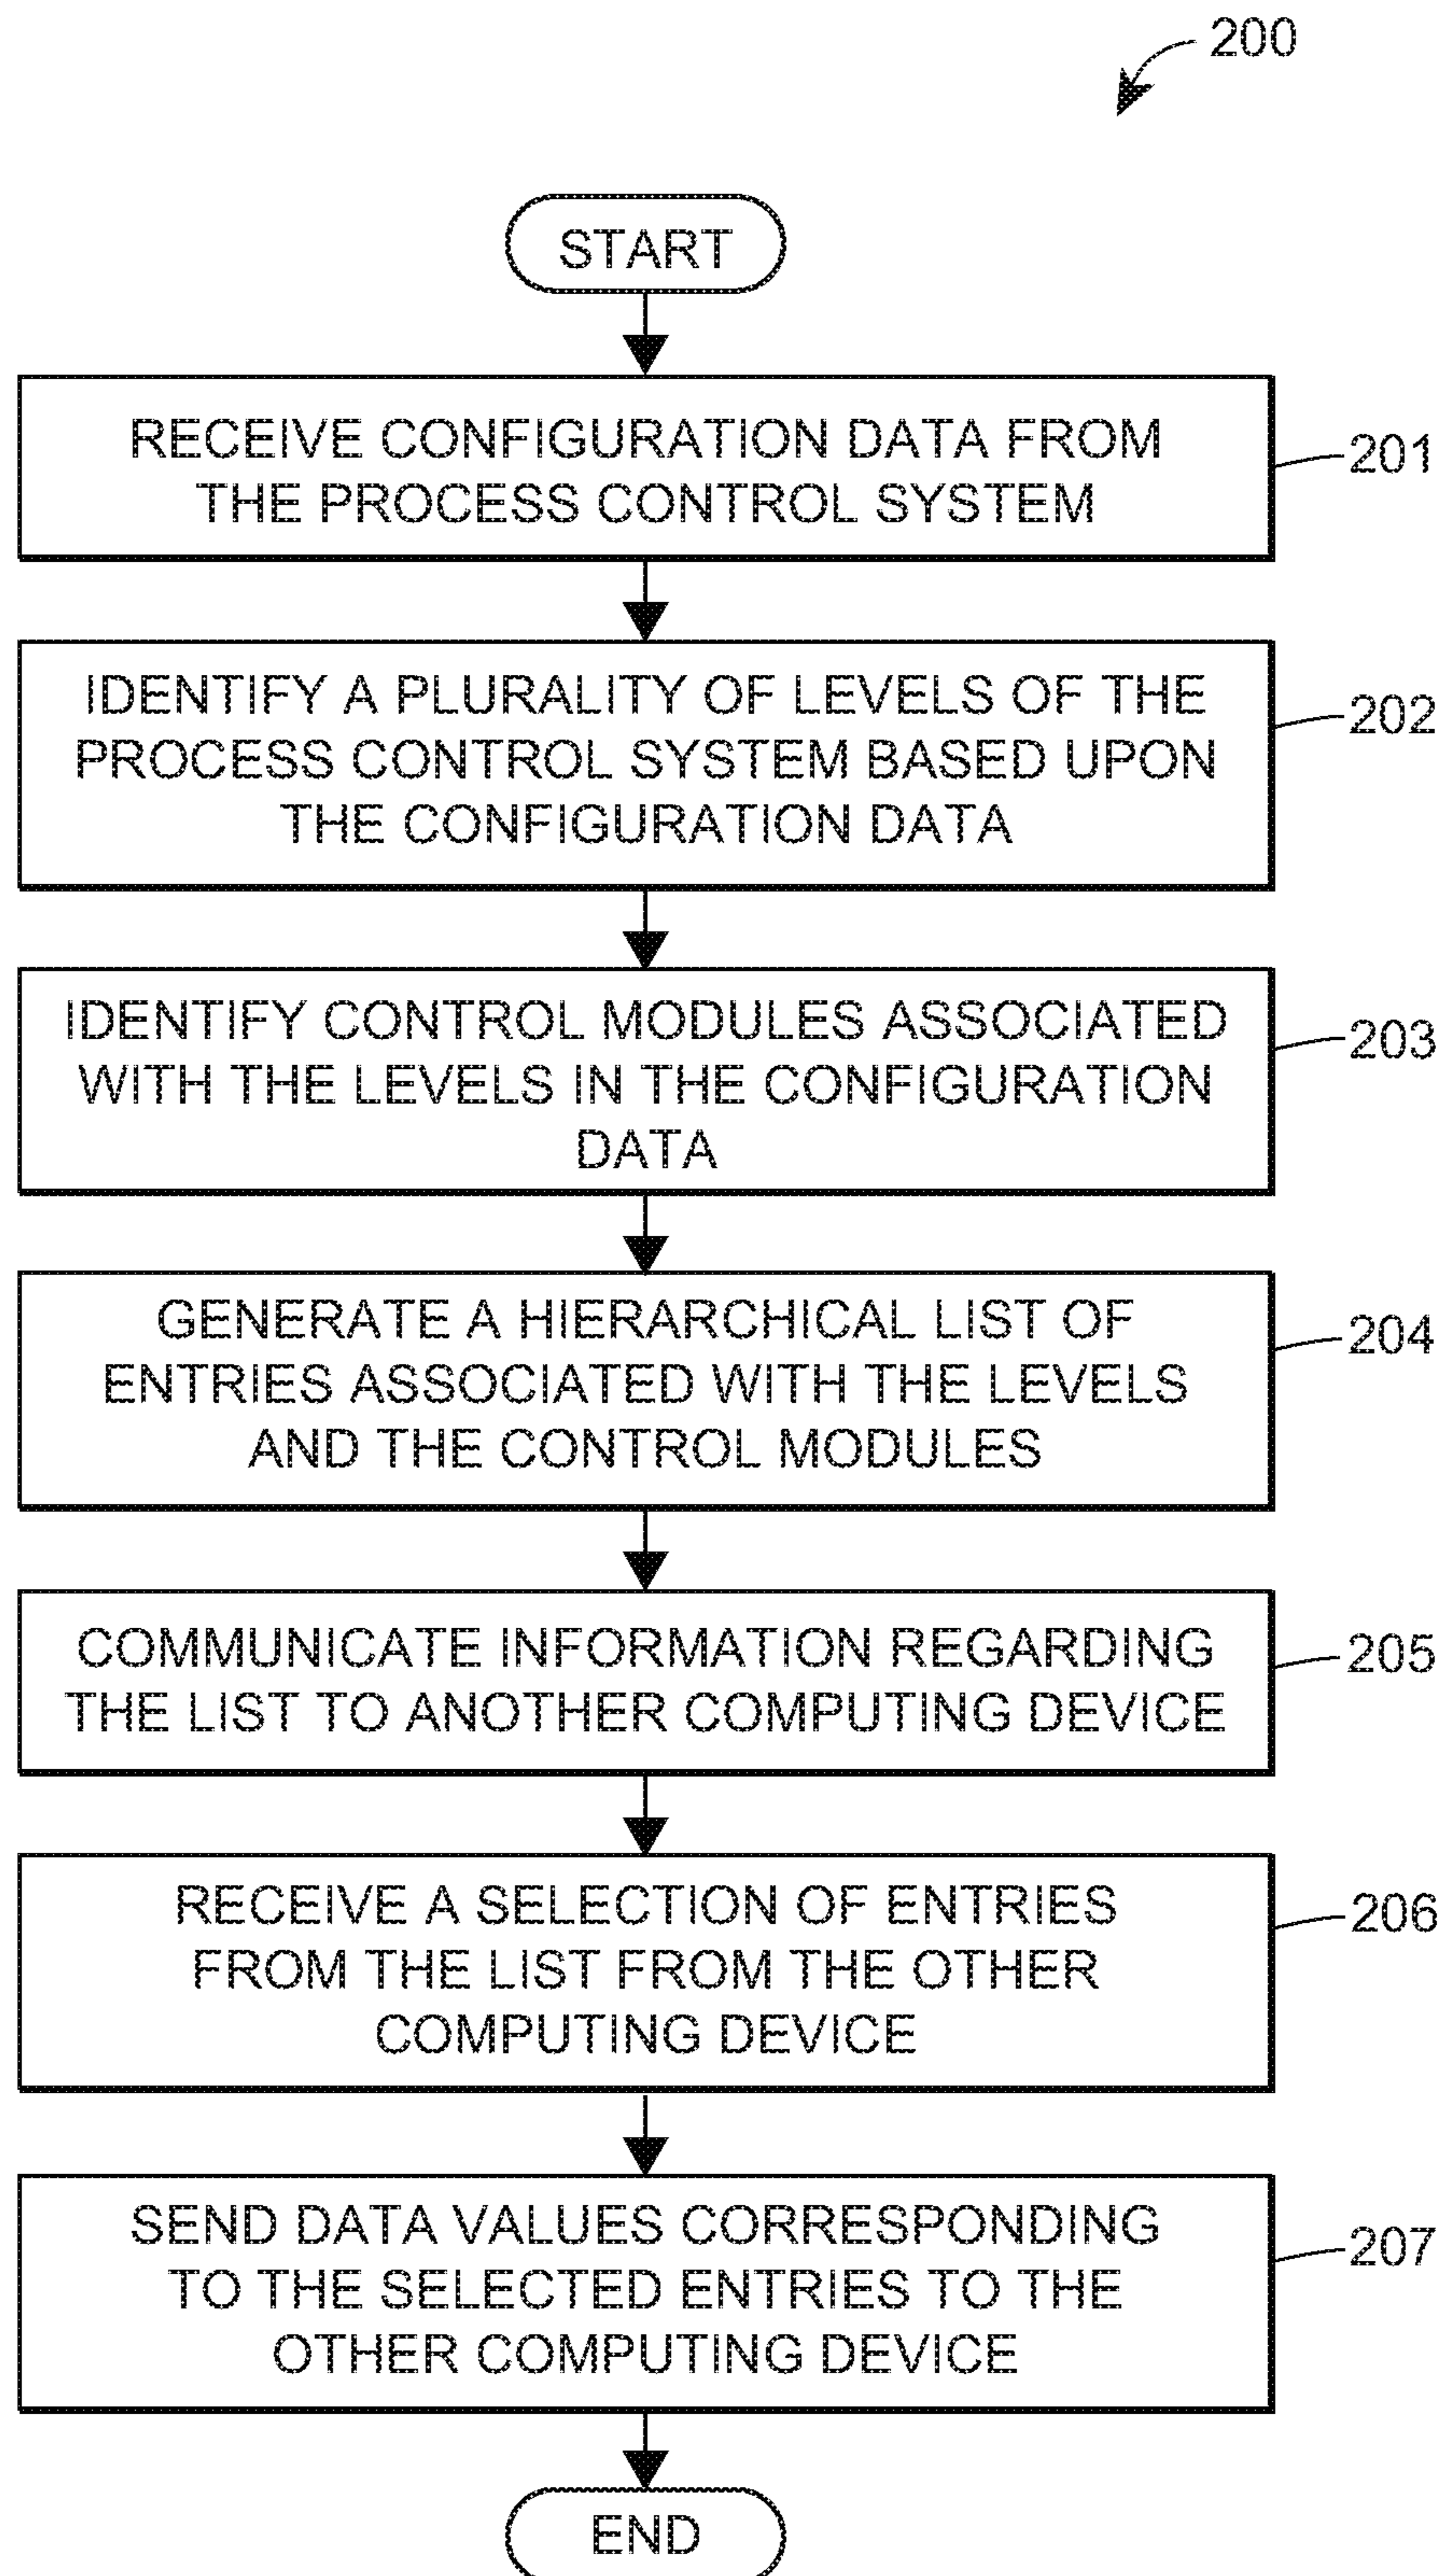 200
START
RECEIVE CONFIGURATION DATA FROM
THE PROCESS CONTROL SYSTEM
201
IDENTIFY A PLURALITY OF LEVELS OF THE
PROCESS CONTROL SYSTEM BASED UPON
THE CONFIGURATION DATA
202
IDENTIFY CONTROL MODULES ASSOCIATED
WITH THE LEVELS IN THE CONFIGURATION
DATA
203
GENERATE A HIERARCHICAL LIST OF
ENTRIES ASSOCIATED WITH THE LEVELS
AND THE CONTROL MODULES
204
COMMUNICATE INFORMATION REGARDING
THE LIST TO ANOTHER COMPUTING DEVICE
205
RECEIVE A SELECTION OF ENTRIES
FROM THE LIST FROM THE OTHER
COMPUTING DEVICE
206
SEND DATA VALUES CORRESPONDING
TO THE SELECTED ENTRIES TO THE
OTHER COMPUTING DEVICE
207
END